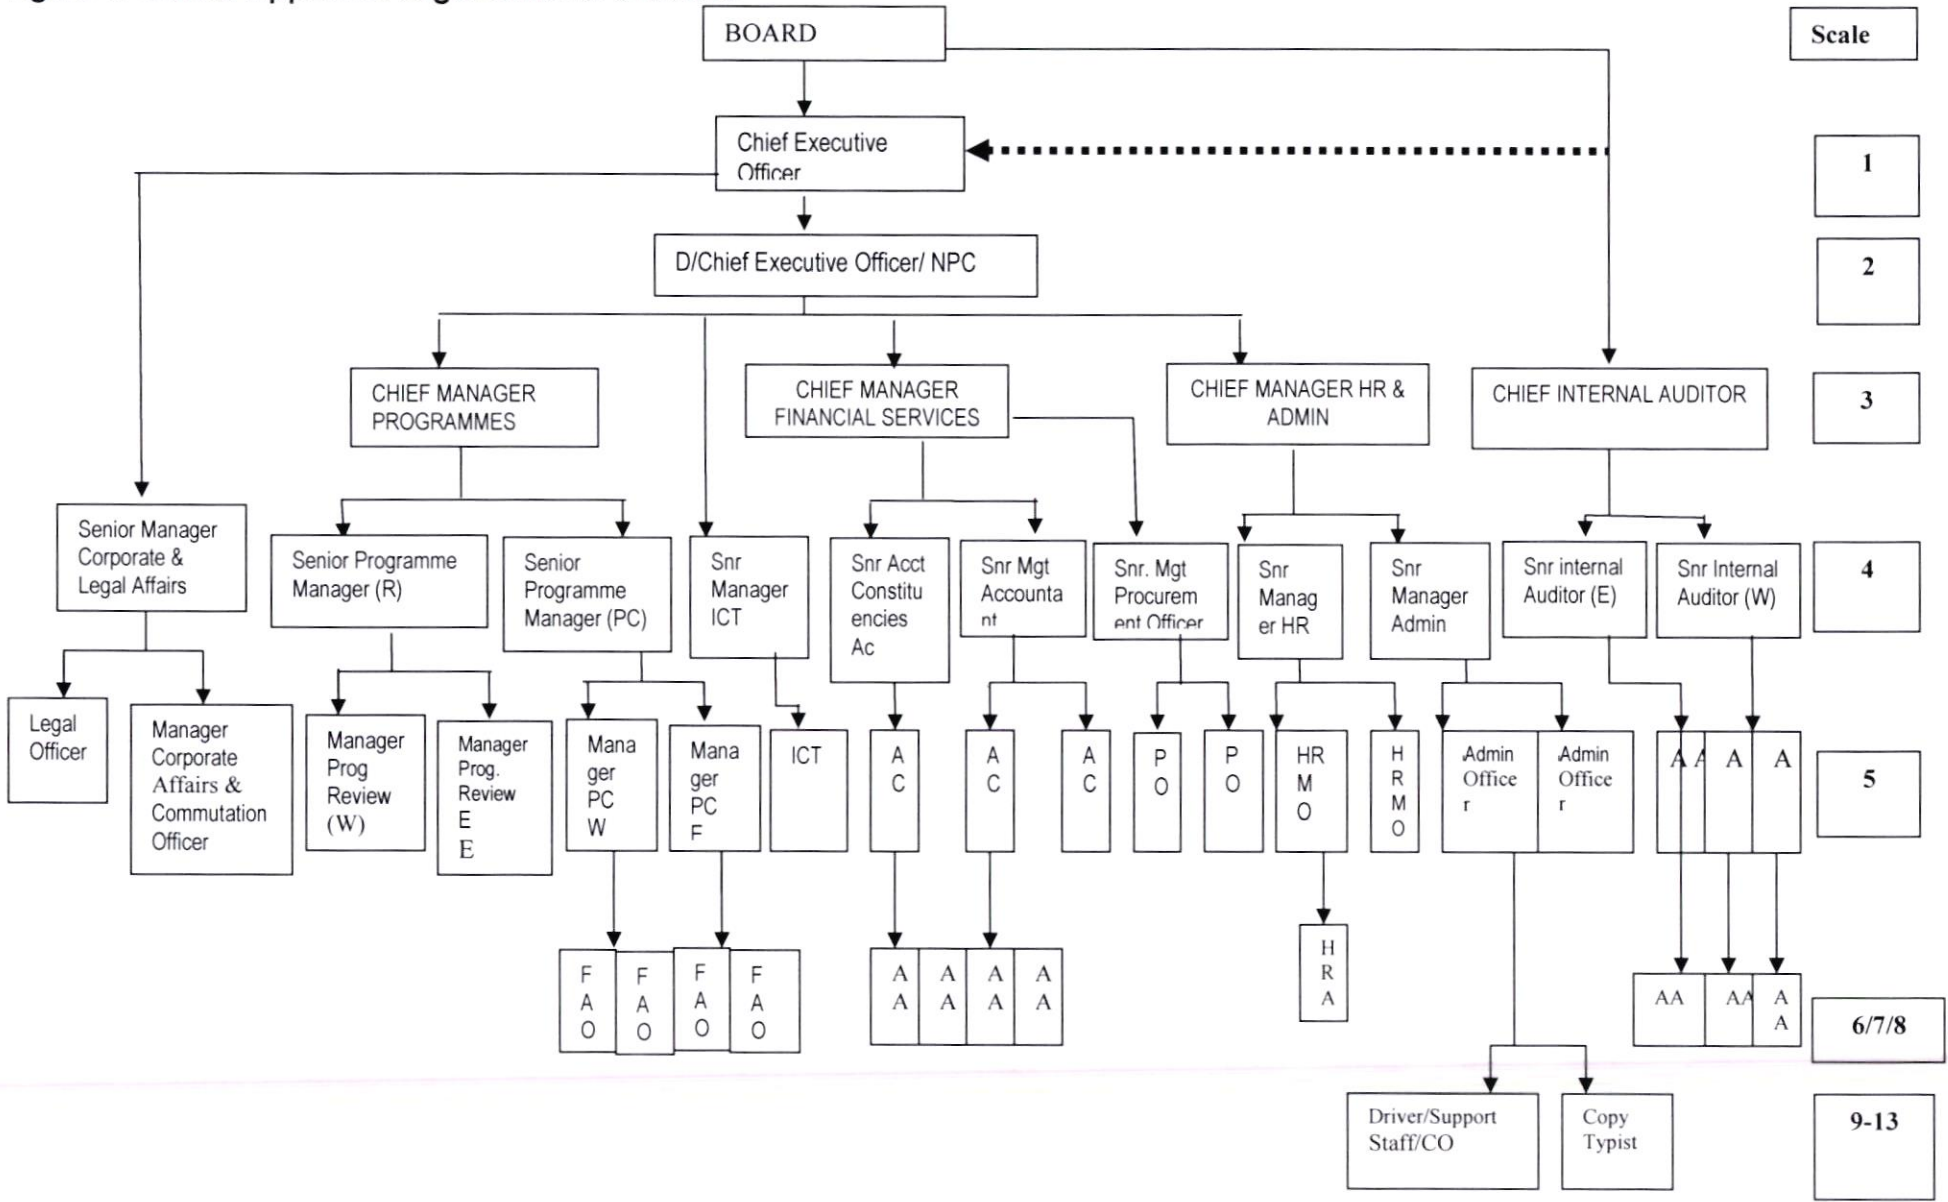 BOARD
Scale
Chief Executive
Officer
1
D/Chief Executive Officer/ NPC
2
CHIEF MANAGER
PROGRAMMES
CHIEF MANAGER
FINANCIAL SERVICES
CHIEF MANAGER HR &
ADMIN
CHIEF INTERNAL AUDITOR
3
Senior Manager
Corporate &
Legal Affairs
Senior Programme
Manager (R)
Senior
Programme
Manager (PC)
Snr
Manager
ICT
Snr Acct
Constitu
encies
Ac
Snr Mgt
Accounta
nt
Snr. Mgt
Procurem
ent Officer
Snr
Manag
er HR
Snr
Manager
Admin
Snr internal
Auditor (E)
Snr Internal
Auditor (W)
4
Legal
Officer
Manager
Corporate
Affairs &
Commutation
Officer
Manager
Prog
Review
(W)
Manager
Prog.
Review
E
E
Mana
ger
PC
W
Mana
ger
PC
F
ICT
A
C
A
C
A
C
P
O
P
O
HR
M
O
H
R
M
O
Admin
Office
r
Admin
Office
r
A A
A
A
5
F
A
O
F
A
O
F
A
O
F
A
O
A
A
A
A
A
A
A
A
H
R
A
AA
AA
A
A
6/7/8
Driver/Support
Staff/CO
Copy
Typist
9-13